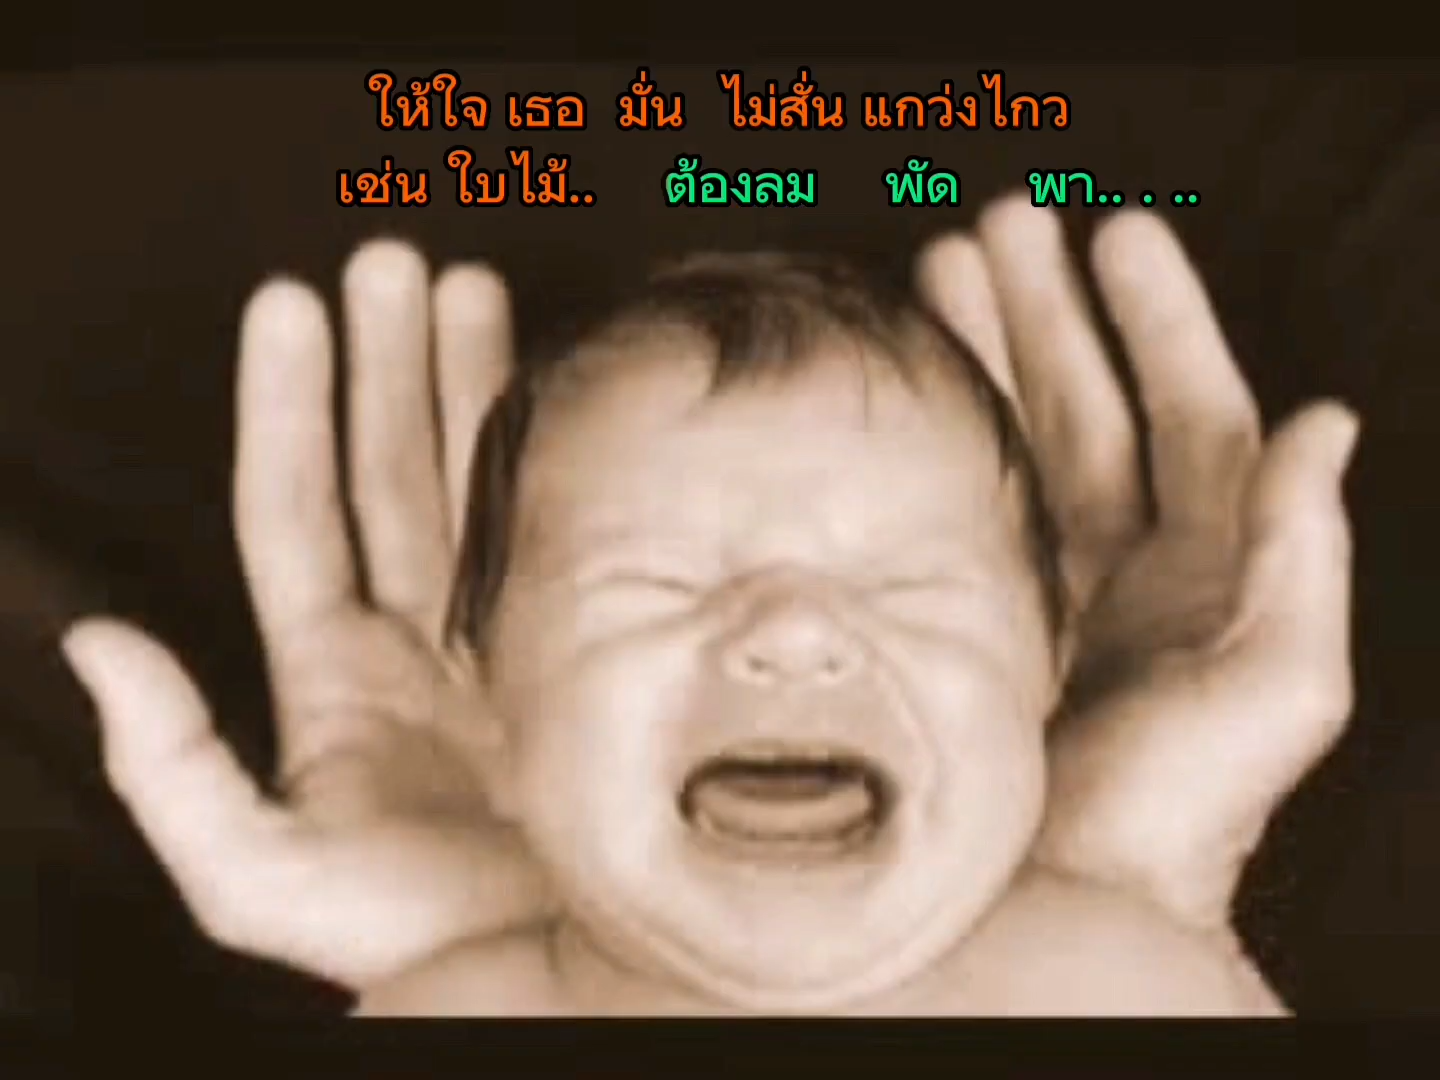 ให้ใจ เธอ มั่น ไม่สั่น แกว่งไกว
เช่น ใบไม้.. ต้องลม พัด พา.. . ..